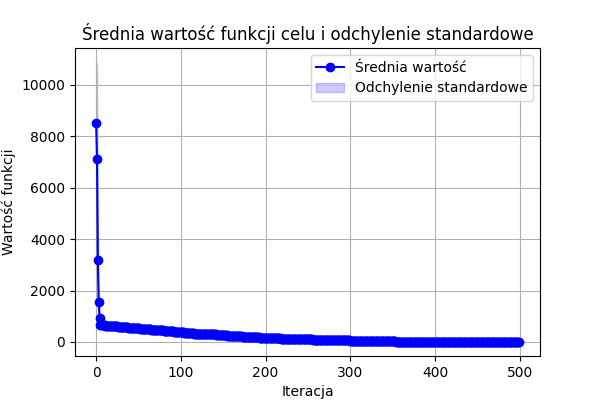 Średnia wartość funkcji celu i odchylenie standardowe
Średnia wartość
Odchylenie standardowe
Wartość funkcji
10000
8000
6000
4000
2000
0
0 100 200 300 400 500
Iteracja